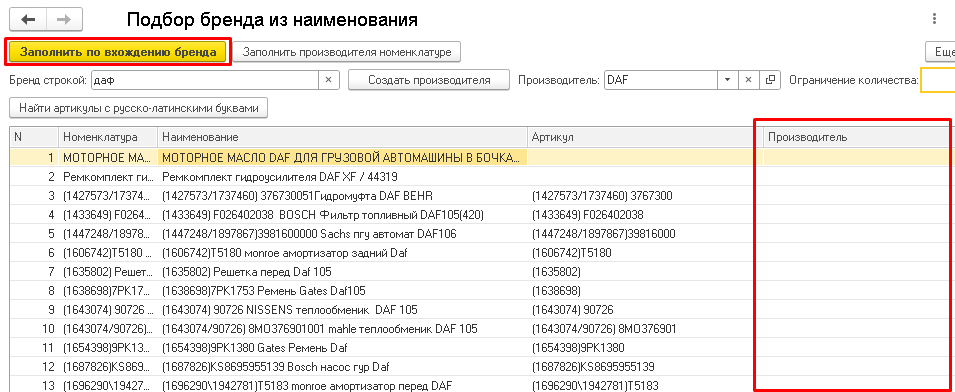 Подбор бренда из наименования
Заполнить по вхождению бренда Заполнить производителя номенклатуре Еще
Бренд строкой: даф Создать производителя Производитель: DAF Ограничение количества:
Найти артикулы с русско-латинскими буквами
N Номенклатура Наименование Артикул Производитель
1 МОТОРНОЕ МА... МОТОРНОЕ МАСЛО DAF ДЛЯ ГРУЗОВОЙ АВТОМАШИНЫ В БОЧКА...
2 Ремкомплект ги... Ремкомплект гидроусилителя DAF XF / 44319
3 (1427573/17374... (1427573/1737460) 376730051Гидромуфта DAF BEHR (1427573/1737460) 3767300
4 (1433649) F0264... (1433649) F026402038 BOSCH Фильтр топливный DAF105(420) (1433649) F026402038
5 (1447248/18978... (1447248/1897867)3981600000 Sachs пгу автомат DAF106 (1447248/1897867)39816000
6 (1606742)T5180 ... (1606742)T5180 monroe амортизатор задний Daf (1606742)T5180
7 (1635802) Решетк... (1635802) Решетка перед Daf 105 (1635802)
8 (1638698)7PK17... (1638698)7PK1753 Ремень Gates Daf105 (1638698)
9 (1643074) 90726 ... (1643074) 90726 NISSENS теплообменник DAF 105 (1643074) 90726
10 (1643074/90726)... (1643074/90726) 8MO376901001 mahle теплообменник DAF 105 (1643074/90726) 8MO376901
11 (1654398)9PK1... (1654398)9PK1380 Gates Ремень Daf (1654398)9PK1380
12 (1687826)KS869... (1687826)KS8695955139 Bosch насос гур Daf (1687826)KS8695955139
13 (1696290\19427... (1696290\1942781)T5183 monroe амортизатор перед DAF (1696290\1942781)T5183